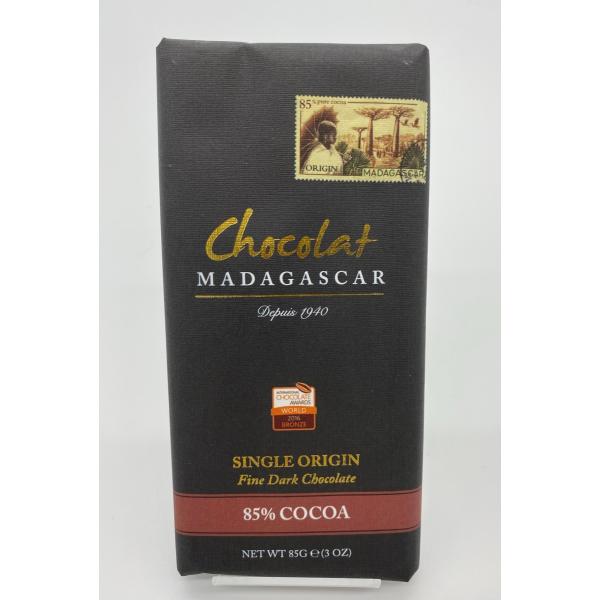 85% pure cocoa
ORIGIN
MADAGASCAR
Chocolat
MADAGASCAR
Depuis 1940
INTERNATIONAL
CHOCOLATE
AWARDS
WORLD
2016
BRONZE
SINGLE ORIGIN
Fine Dark Chocolate
85% COCOA
NET WT 85G ℮ (3 OZ)